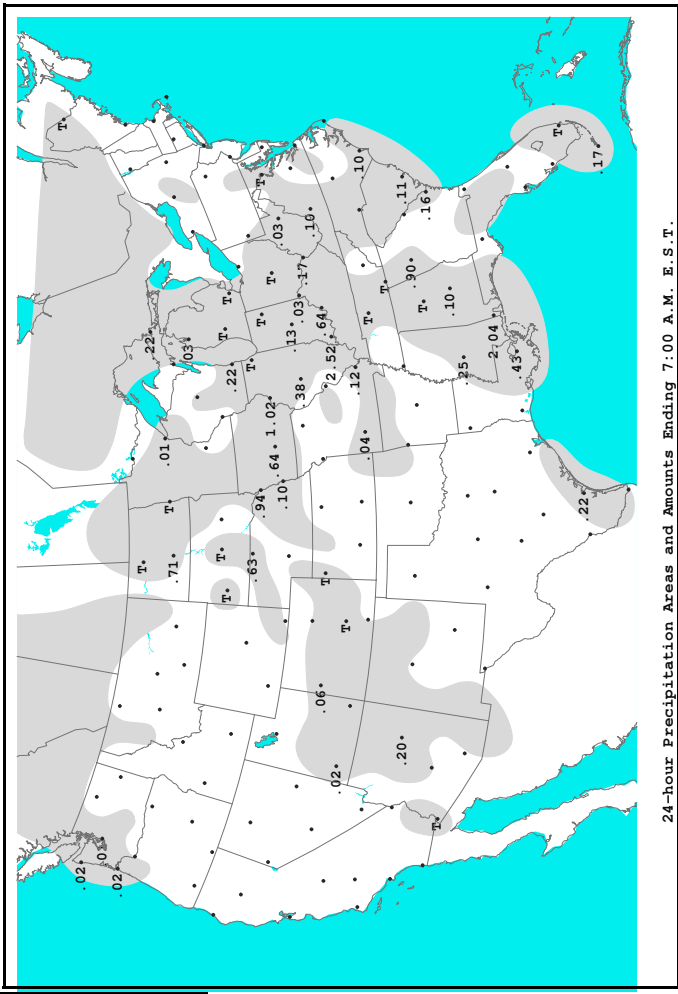 T
.02
.0
.02
T
.22
.01
T
.71
.03
T
T
T
T
.22
T
.63
.94
T
T
1.02
T
.64
.03
.10
.13
.03
.38
.17
.10
.06
.64
T
2.52
.02
T
.12
.10
.04
T
T
.20
.11
.90
T
.16
T
.10
.25
2.04
.43
T
.22
.17
24-hour Precipitation Areas and Amounts Ending 7:00 A.M. E.S.T.